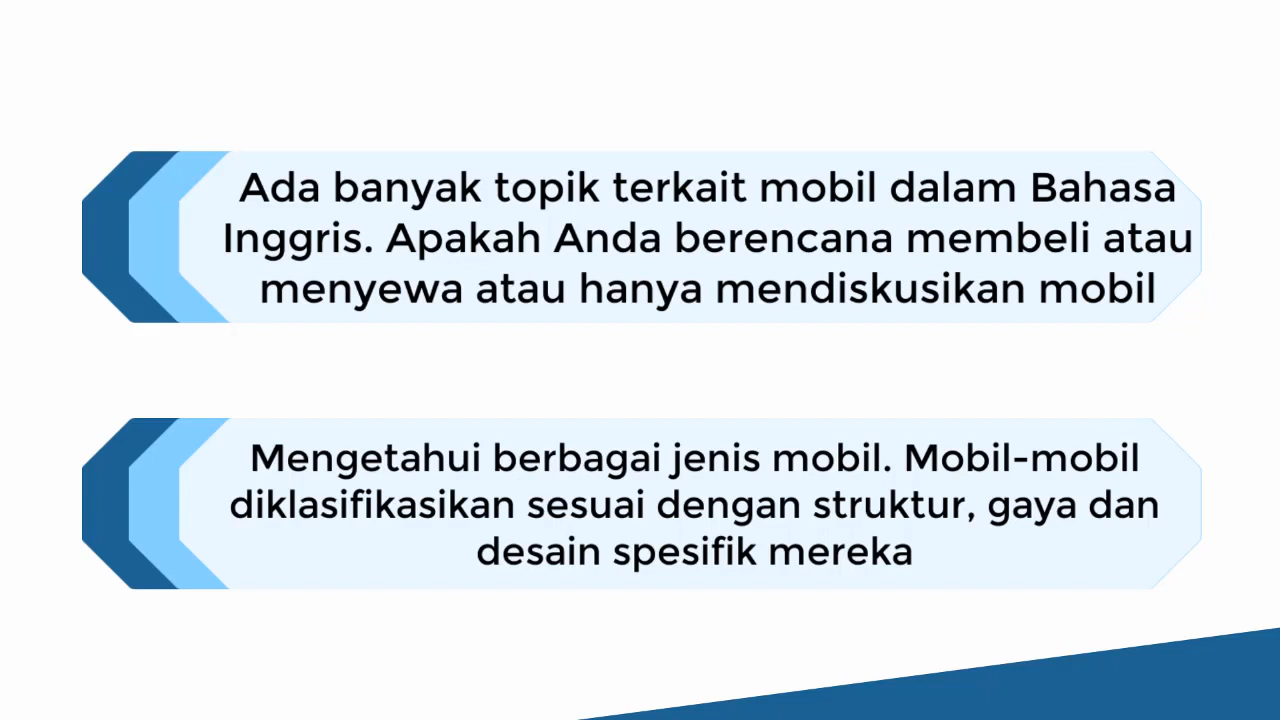 Ada banyak topik terkait mobil dalam Bahasa
Inggris. Apakah Anda berencana membeli atau
menyewa atau hanya mendiskusikan mobil
Mengetahui berbagai jenis mobil. Mobil-mobil
diklasifikasikan sesuai dengan struktur, gaya dan
desain spesifik mereka